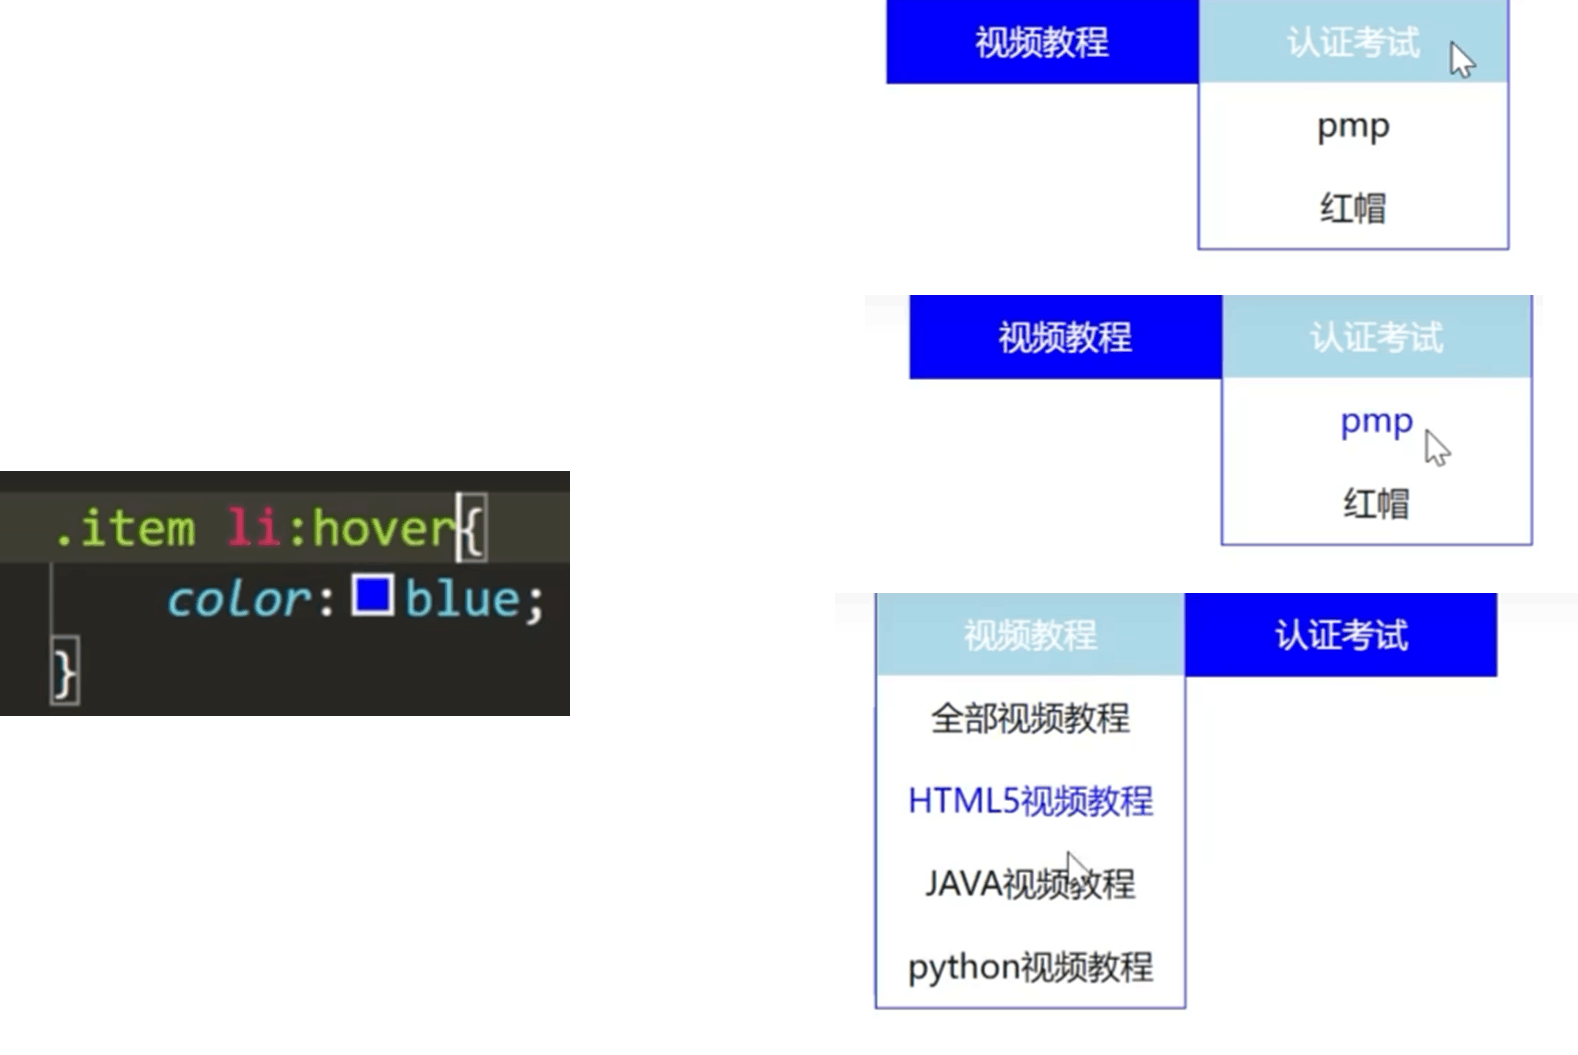 视频教程 认证考试
pmp
红帽
视频教程 认证考试
pmp
红帽
.item li:hover{
color:blue;
}
视频教程 认证考试
全部视频教程
HTML5视频教程
JAVA视频教程
python视频教程